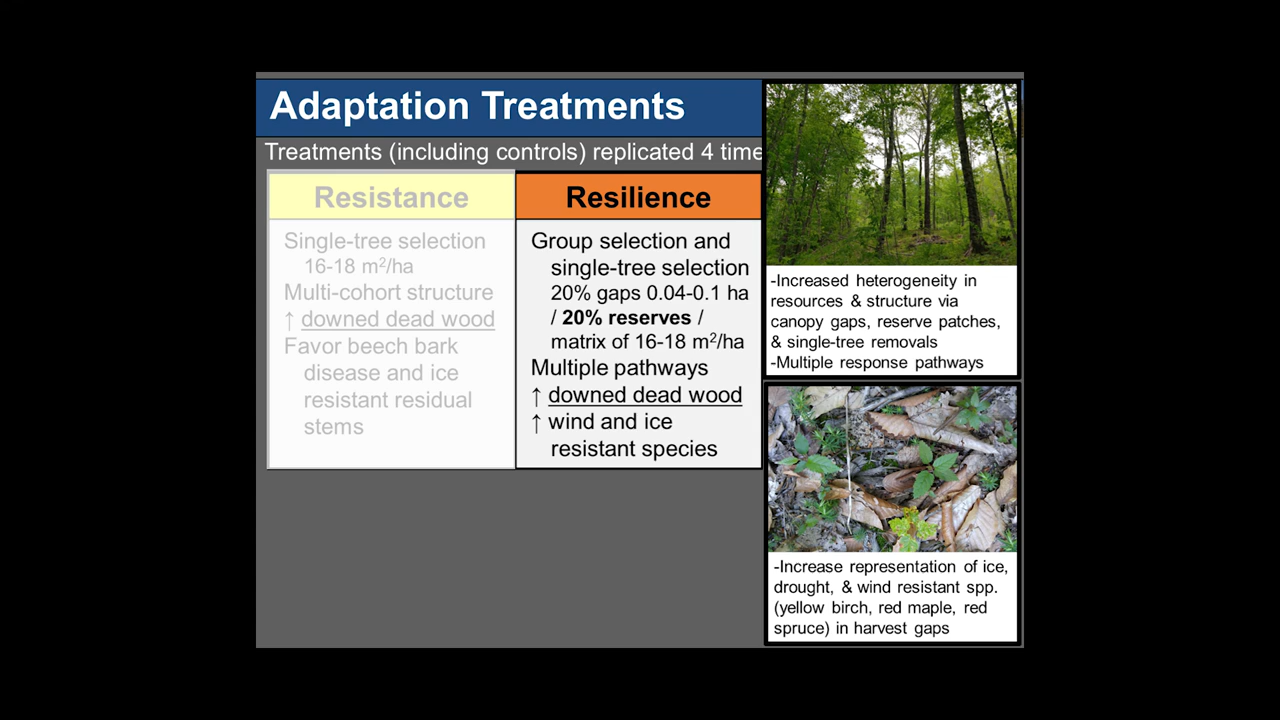 Adaptation Treatments
Treatments (including controls) replicated 4 time
Resistance
Single-tree selection
16-18 m²/ha
Multi-cohort structure
↑ downed dead wood
Favor beech bark
disease and ice
resistant residual
stems
Resilience
Group selection and
single-tree selection
20% gaps 0.04-0.1 ha
/ 20% reserves /
matrix of 16-18 m²/ha
Multiple pathways
↑ downed dead wood
↑ wind and ice
resistant species
-Increased heterogeneity in
resources & structure via
canopy gaps, reserve patches,
& single-tree removals
-Multiple response pathways
-Increase representation of ice,
drought, & wind resistant spp.
(yellow birch, red maple, red
spruce) in harvest gaps